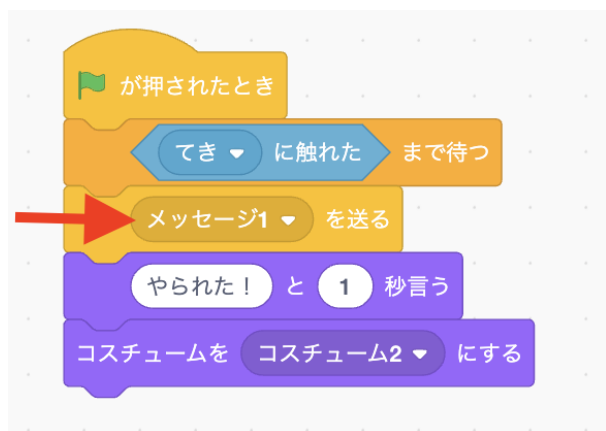 が押されたとき
てき に触れた まで待つ
メッセージ1 を送る
やられた! と 1 秒言う
コスチュームを コスチューム2 にする